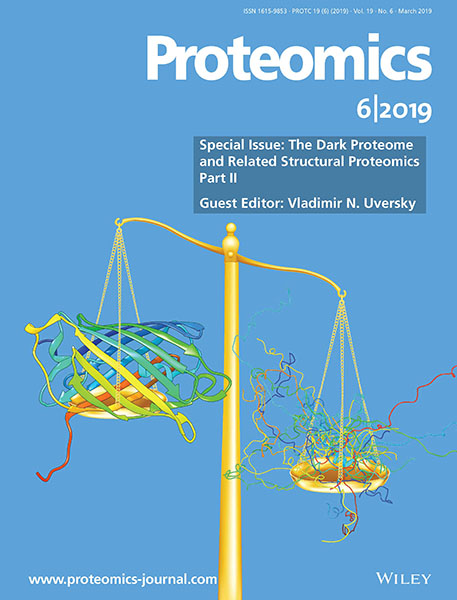 ISSN 1615-9853 · PROTC 19 (6) (2019) · Vol. 19 · No. 6 · March 2019
Proteomics
6|2019
Special Issue: The Dark Proteome
and Related Structural Proteomics
Part II
Guest Editor: Vladimir N. Uversky
www.proteomics-journal.com
WILEY